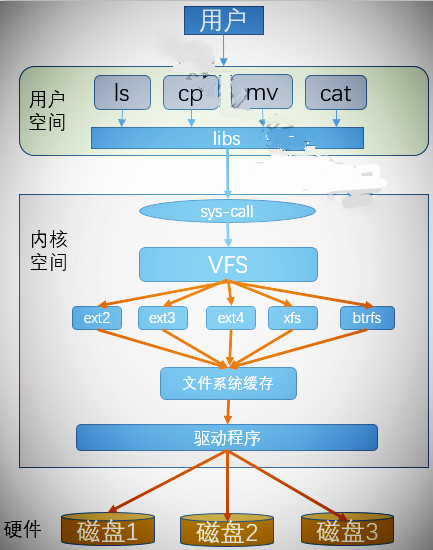 用户
用户
空间
ls cp mv cat
libs
sys-call
内核
空间
VFS
ext2 ext3 ext4 xfs btrfs
文件系统缓存
驱动程序
硬件
磁盘1 磁盘2 磁盘3